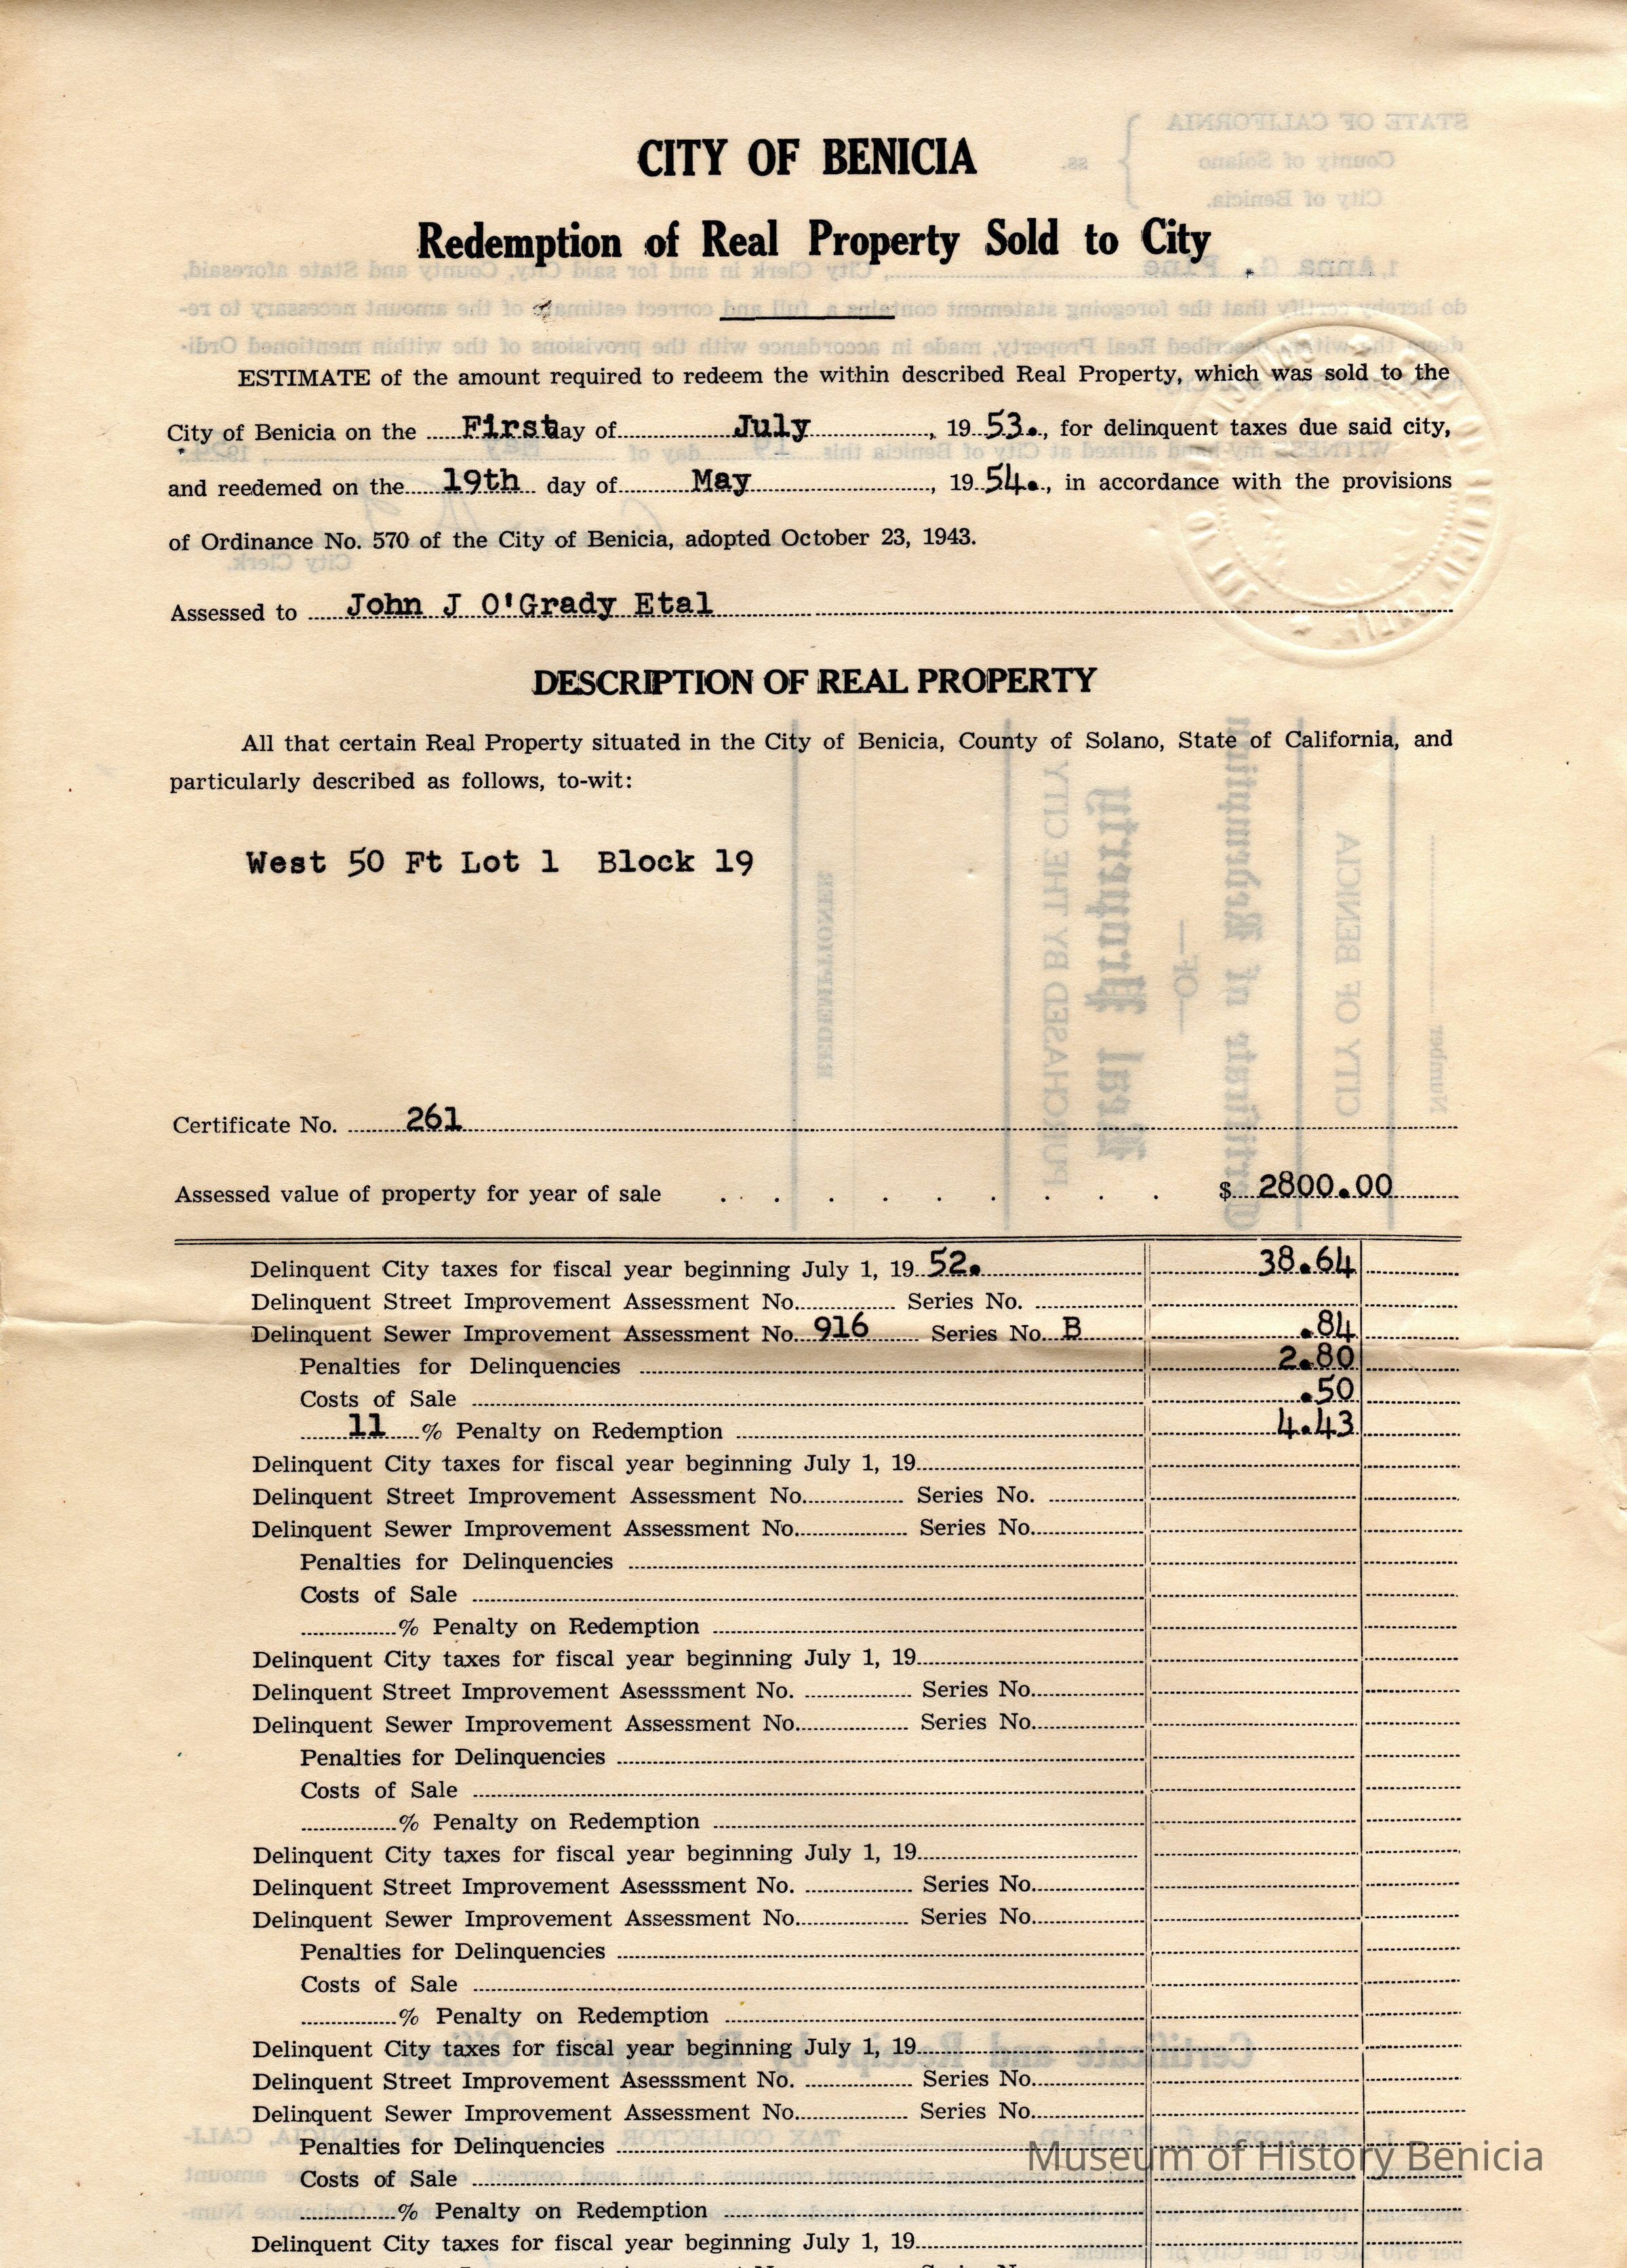 CITY OF BENICIA
Redemption of Real Property Sold to City
ESTIMATE of the amount required to redeem the within described Real Property, which was sold to the
City of Benicia on the First day of July, 1953., for delinquent taxes due said city,
and reedemed on the 19th day of May, 1954., in accordance with the provisions
of Ordinance No. 570 of the City of Benicia, adopted October 23, 1943.
Assessed to John J O'Grady Etal
DESCRIPTION OF REAL PROPERTY
All that certain Real Property situated in the City of Benicia, County of Solano, State of California, and
particularly described as follows, to-wit:
West 50 Ft Lot 1 Block 19
Certificate No. 261
Assessed value of property for year of sale . . . . . . . . . $ 2800.00
Delinquent City taxes for fiscal year beginning July 1, 1952. 38.64
Delinquent Street Improvement Assessment No. Series No.
Delinquent Sewer Improvement Assessment No. 916 Series No. B .84
Penalties for Delinquencies 2.80
Costs of Sale .50
11 % Penalty on Redemption 4.43
Delinquent City taxes for fiscal year beginning July 1, 19
Delinquent Street Improvement Assessment No. Series No.
Delinquent Sewer Improvement Assessment No. Series No.
Penalties for Delinquencies
Costs of Sale
% Penalty on Redemption
Delinquent City taxes for fiscal year beginning July 1, 19
Delinquent Street Improvement Asesssment No. Series No.
Delinquent Sewer Improvement Assessment No. Series No.
Penalties for Delinquencies
Costs of Sale
% Penalty on Redemption
Delinquent City taxes for fiscal year beginning July 1, 19
Delinquent Street Improvement Asesssment No. Series No.
Delinquent Sewer Improvement Assessment No. Series No.
Penalties for Delinquencies
Costs of Sale
% Penalty on Redemption
Delinquent City taxes for fiscal year beginning July 1, 19
Delinquent Street Improvement Asesssment No. Series No.
Delinquent Sewer Improvement Assessment No. Series No.
Penalties for Delinquencies
Costs of Sale
% Penalty on Redemption
Delinquent City taxes for fiscal year beginning July 1, 19
Museum of History Benicia